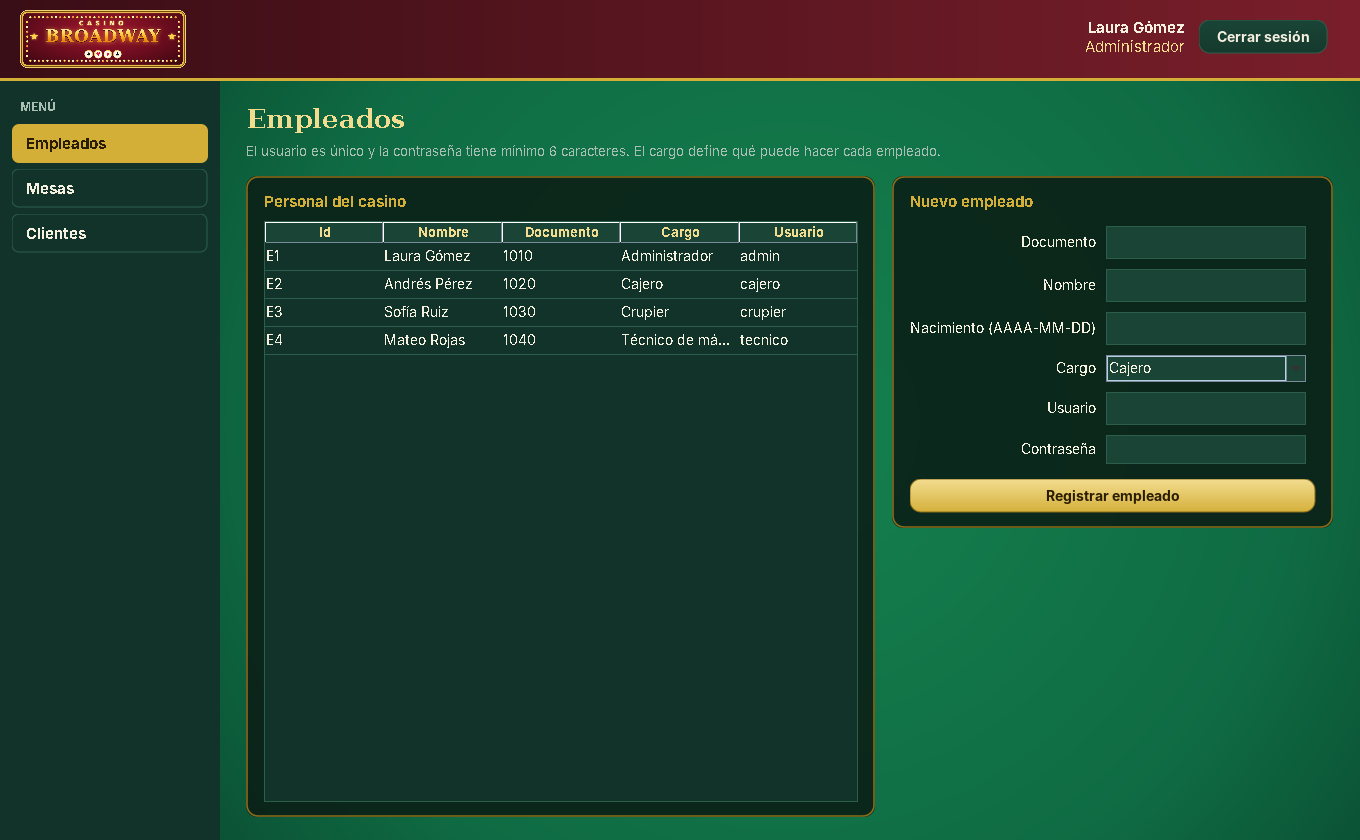 CASINO
BROADWAY
Laura Gómez
Administrador
Cerrar sesión
MENÚ
Empleados
Mesas
Clientes
Empleados
El usuario es único y la contraseña tiene mínimo 6 caracteres. El cargo define qué puede hacer cada empleado.
Personal del casino
Id Nombre Documento Cargo Usuario
E1 Laura Gómez 1010 Administrador admin
E2 Andrés Pérez 1020 Cajero cajero
E3 Sofía Ruiz 1030 Crupier crupier
E4 Mateo Rojas 1040 Técnico de má... tecnico
Nuevo empleado
Documento
Nombre
Nacimiento (AAAA-MM-DD)
Cargo Cajero
Usuario
Contraseña
Registrar empleado